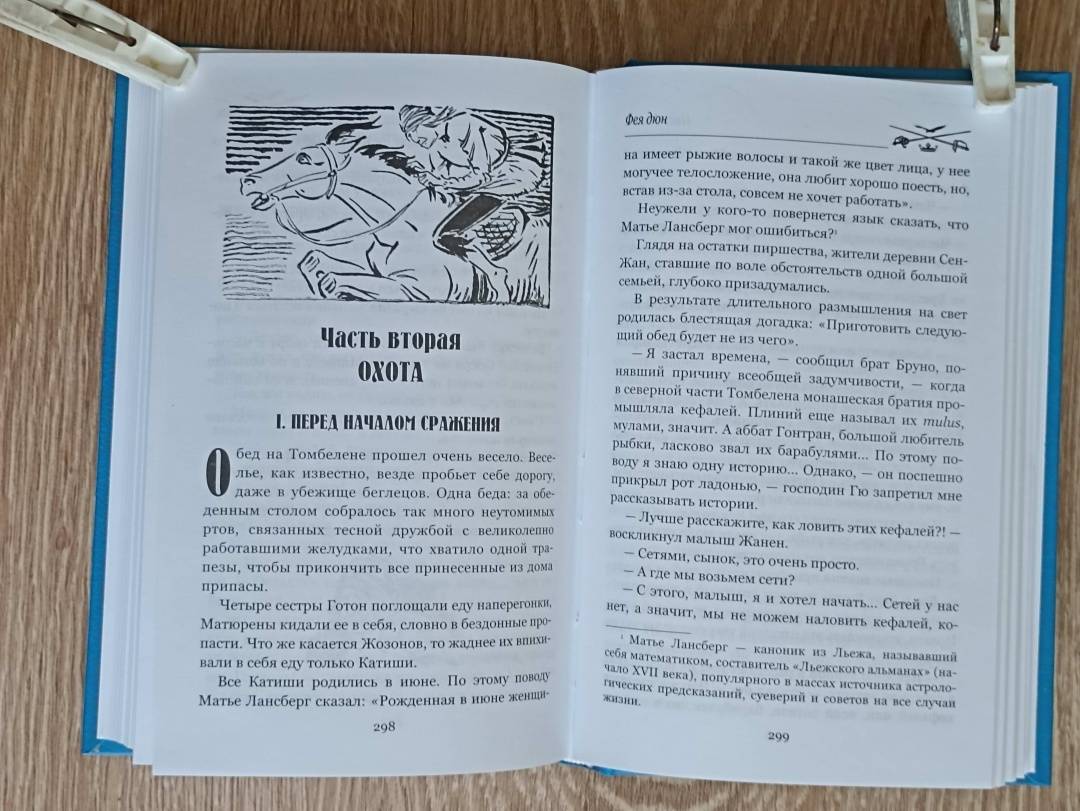 Часть вторая
ОХОТА
I. ПЕРЕД НАЧАЛОМ СРАЖЕНИЯ
Обед на Томбелене прошел очень весело. Весе-
лье, как известно, везде пробьет себе дорогу,
даже в убежище беглецов. Одна беда: за обе-
денным столом собралось так много неутомимых
ртов, связанных тесной дружбой с великолепно
работавшими желудками, что хватило одной тра-
пезы, чтобы прикончить все принесенные из дома
припасы.
Четыре сестры Готон поглощали еду наперегонки,
Матюрены кидали ее в себя, словно в бездонные про-
пасти. Что же касается Жозонов, то жаднее их впихи-
вали в себя еду только Катиши.
Все Катиши родились в июне. По этому поводу
Матье Лансберг сказал: «Рожденная в июне женщи-
298
Фея дюн
на имеет рыжие волосы и такой же цвет лица, у нее
могучее телосложение, она любит хорошо поесть, но,
встав из-за стола, совсем не хочет работать».
Неужели у кого-то повернется язык сказать, что
Матье Лансберг мог ошибиться?¹
Глядя на остатки пиршества, жители деревни Сен-
Жан, ставшие по воле обстоятельств одной большой
семьей, глубоко призадумались.
В результате длительного размышления на свет
родилась блестящая догадка: «Приготовить следую-
щий обед будет не из чего».
— Я застал времена, — сообщил брат Бруно, по-
нявший причину всеобщей задумчивости, — когда
в северной части Томбелена монашеская братия про-
мышляла кефалей. Плиний еще называл их mulus,
мулами, значит. А аббат Гонтран, большой любитель
рыбки, ласково звал их барабулями... По этому по-
воду я знаю одну историю... Однако, — он поспешно
прикрыл рот ладонью, — господин Гю запретил мне
рассказывать истории.
— Лучше расскажите, как ловить этих кефалей?! —
воскликнул малыш Жанен.
— Сетями, сынок, это очень просто.
— А где мы возьмем сети?
— С этого, малыш, я и хотел начать... Сетей у нас
нет, а значит, мы не можем наловить кефалей, ко-
¹ Матье Лансберг — каноник из Льежа, называвший
себя математиком, составитель «Льежского альманах» (на-
чало XVII века), популярного в массах источника астроло-
гических предсказаний, суеверий и советов на все случаи
жизни.
299